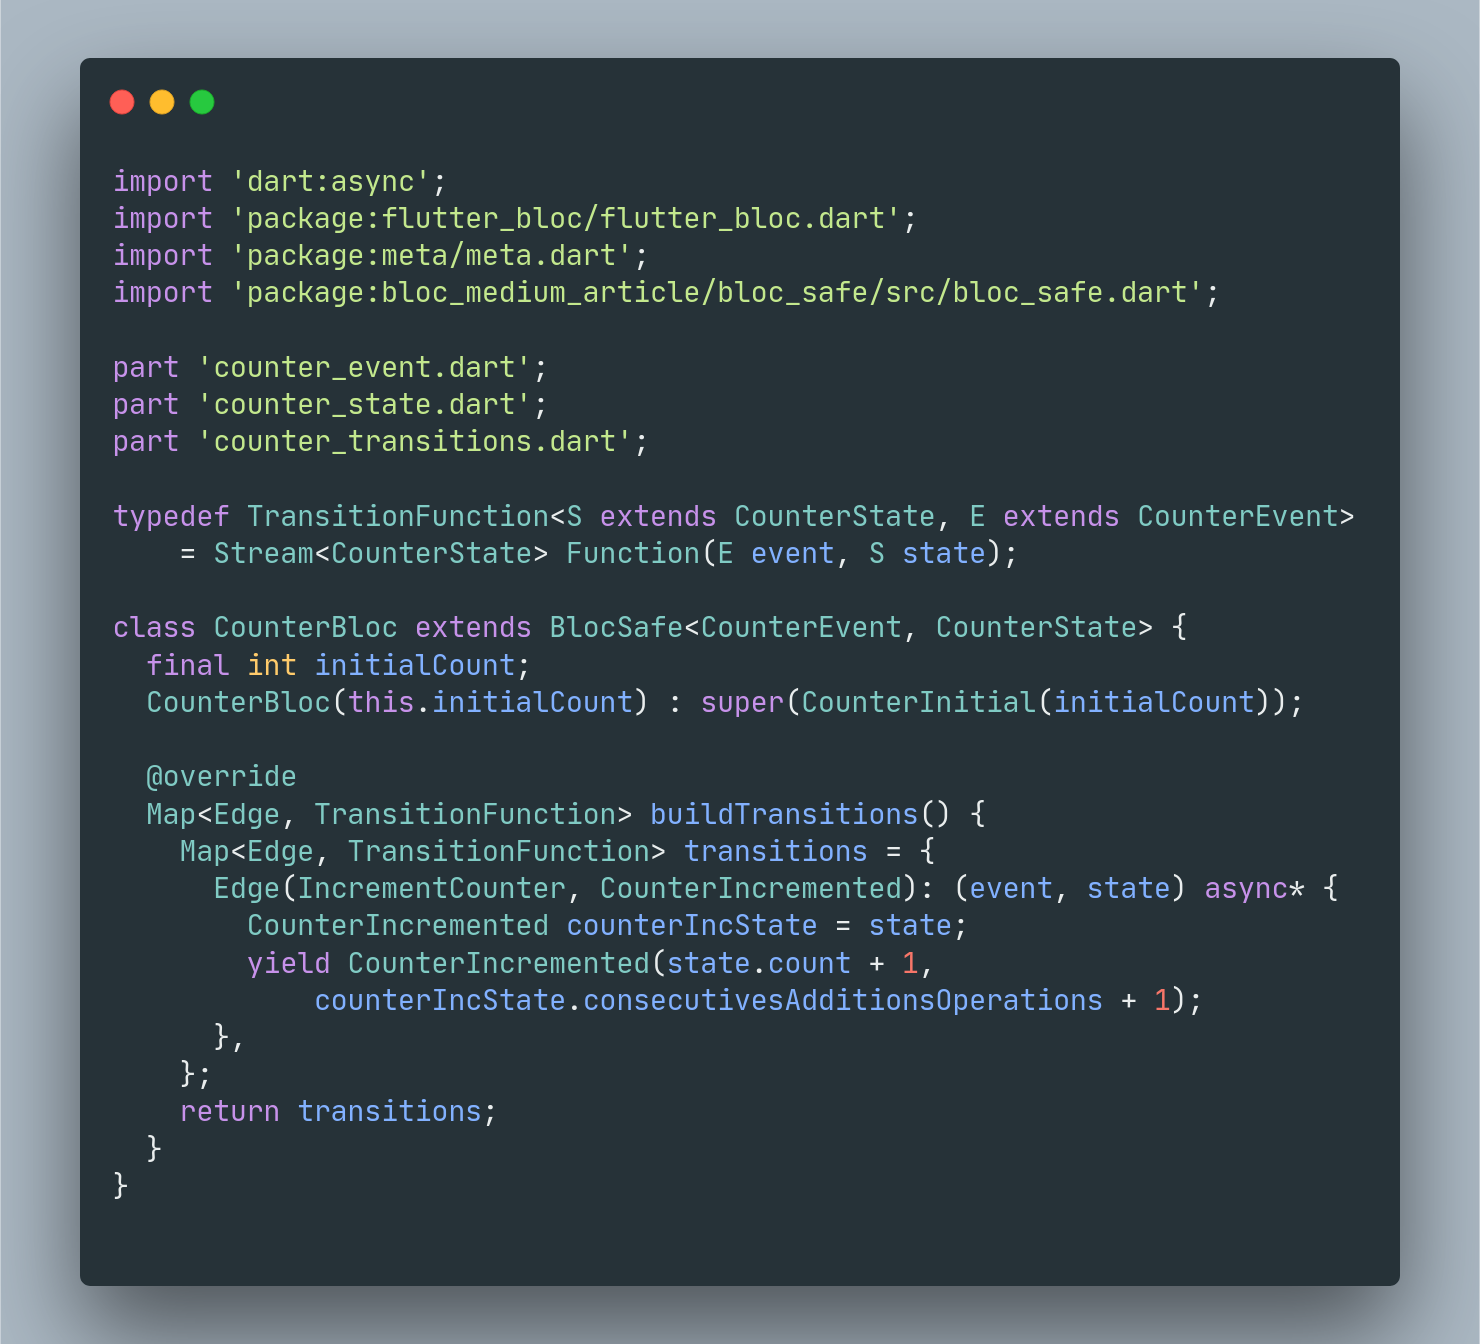 import 'dart:async';
import 'package:flutter_bloc/flutter_bloc.dart';
import 'package:meta/meta.dart';
import 'package:bloc_medium_article/bloc_safe/src/bloc_safe.dart';

part 'counter_event.dart';
part 'counter_state.dart';
part 'counter_transitions.dart';

typedef TransitionFunction<S extends CounterState, E extends CounterEvent>
    = Stream<CounterState> Function(E event, S state);

class CounterBloc extends BlocSafe<CounterEvent, CounterState> {
  final int initialCount;
  CounterBloc(this.initialCount) : super(CounterInitial(initialCount));

  @override
  Map<Edge, TransitionFunction> buildTransitions() {
    Map<Edge, TransitionFunction> transitions = {
      Edge(IncrementCounter, CounterIncremented): (event, state) async* {
        CounterIncremented counterIncState = state;
        yield CounterIncremented(state.count + 1,
            counterIncState.consecutivesAdditionsOperations + 1);
      },
    };
    return transitions;
  }
}